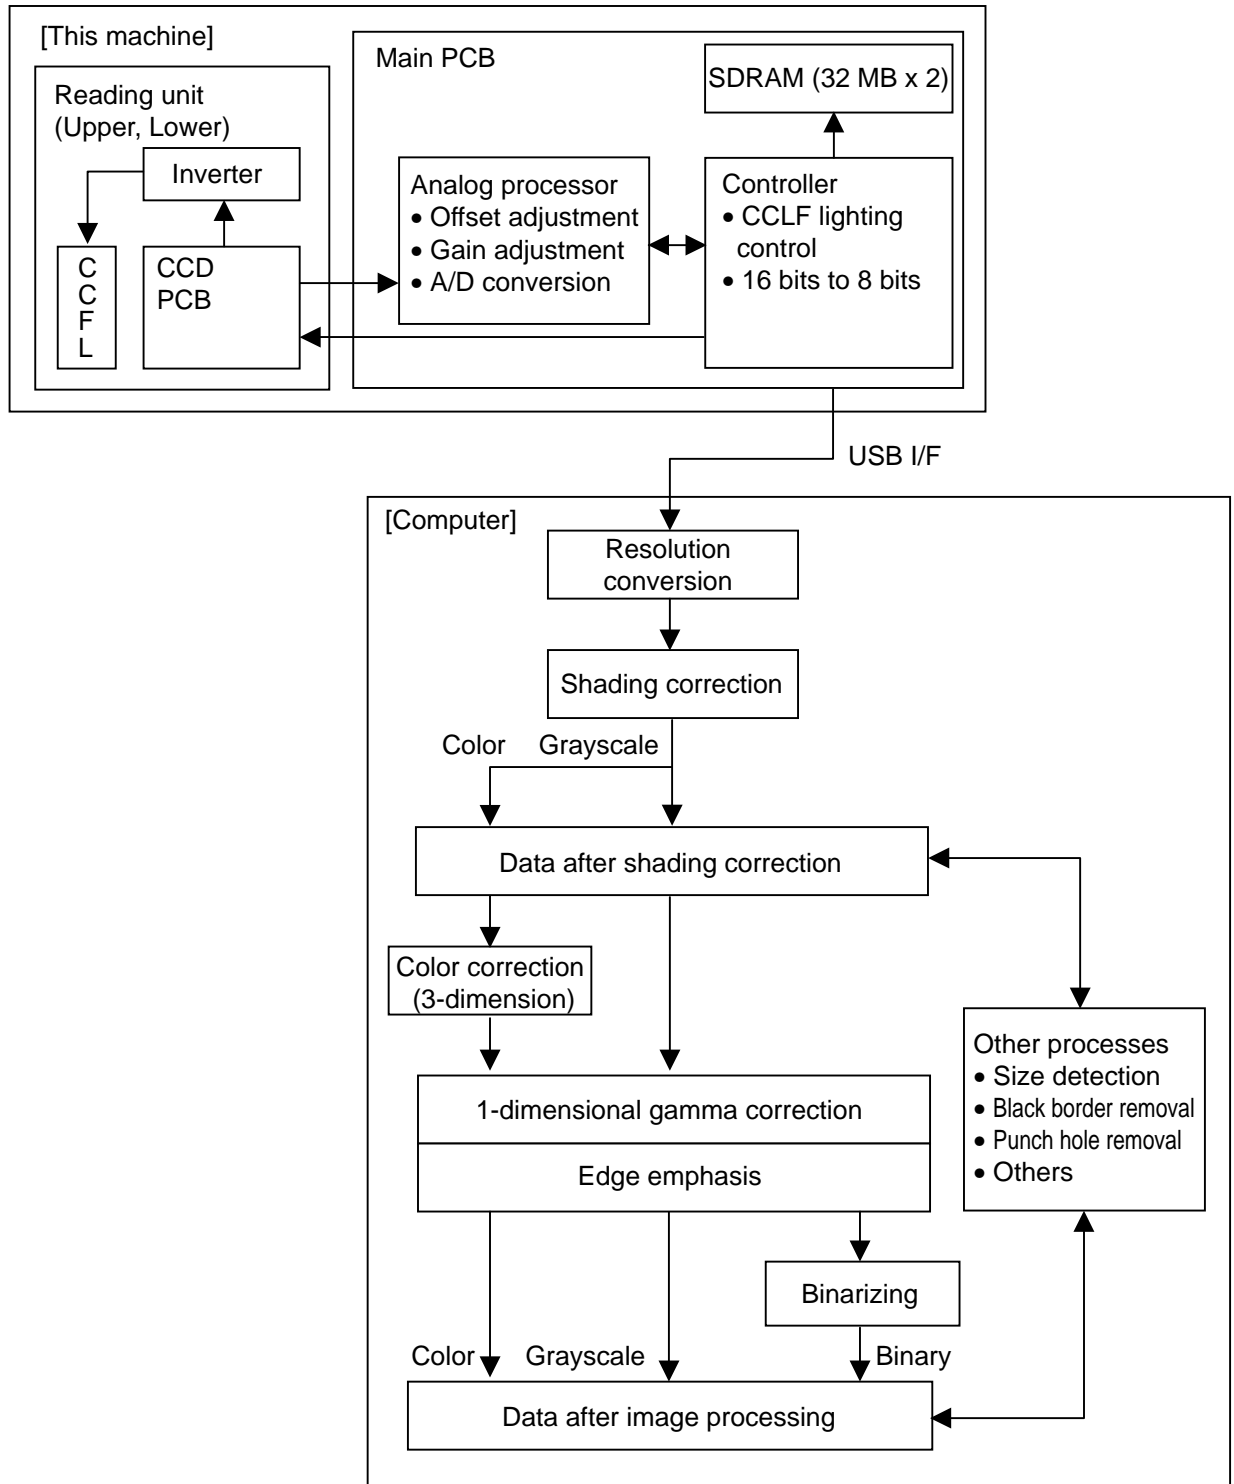 [This machine]
Main PCB
SDRAM (32 MB x 2)
Reading unit
(Upper, Lower)
Inverter
C
C
F
L
CCD
PCB
Analog processor
• Offset adjustment
• Gain adjustment
• A/D conversion
Controller
• CCLF lighting
control
• 16 bits to 8 bits
USB I/F
[Computer]
Resolution
conversion
Shading correction
Color
Grayscale
Data after shading correction
Color correction
(3-dimension)
Other processes
• Size detection
• Black border removal
• Punch hole removal
• Others
1-dimensional gamma correction
Edge emphasis
Binarizing
Color
Grayscale
Binary
Data after image processing